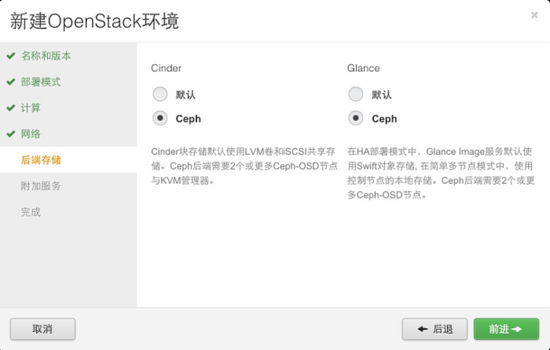 新建OpenStack环境
×
名称和版本
部署模式
计算
网络
后端存储
附加服务
完成
Cinder
默认
Ceph
Cinder块存储默认使用LVM卷和iSCSI共享存
储。Ceph后端需要2个或更多Ceph-OSD节点
与KVM管理器。
Glance
默认
Ceph
在HA部署模式中，Glance Image服务默认使
用Swift对象存储, 在简单多节点模式中，使用
控制节点的本地存储。Ceph后端需要2个或更
多Ceph-OSD节点。
取消
后退
前进